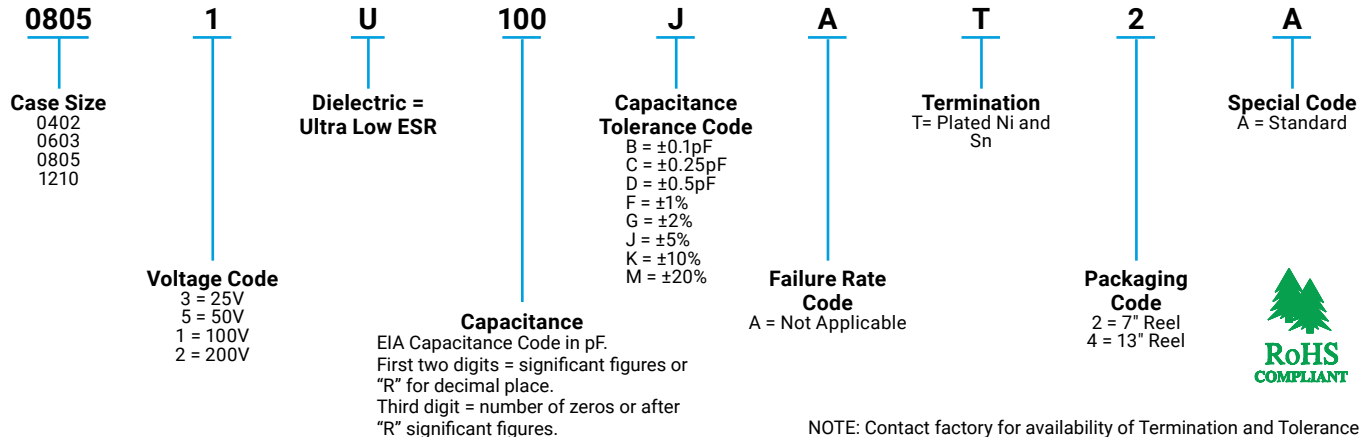 0805 1 U 100 J A T 2 A
Case Size
0402
0603
0805
1210
Voltage Code
3 = 25V
5 = 50V
1 = 100V
2 = 200V
Dielectric =
Ultra Low ESR
Capacitance
EIA Capacitance Code in pF.
First two digits = significant figures or
“R” for decimal place.
Third digit = number of zeros or after
“R” significant figures.
Capacitance
Tolerance Code
B = ±0.1pF
C = ±0.25pF
D = ±0.5pF
F = ±1%
G = ±2%
J = ±5%
K = ±10%
M = ±20%
Failure Rate
Code
A = Not Applicable
Termination
T= Plated Ni and
Sn
Packaging
Code
2 = 7" Reel
4 = 13" Reel
Special Code
A = Standard
RoHS
COMPLIANT
NOTE: Contact factory for availability of Termination and Tolerance